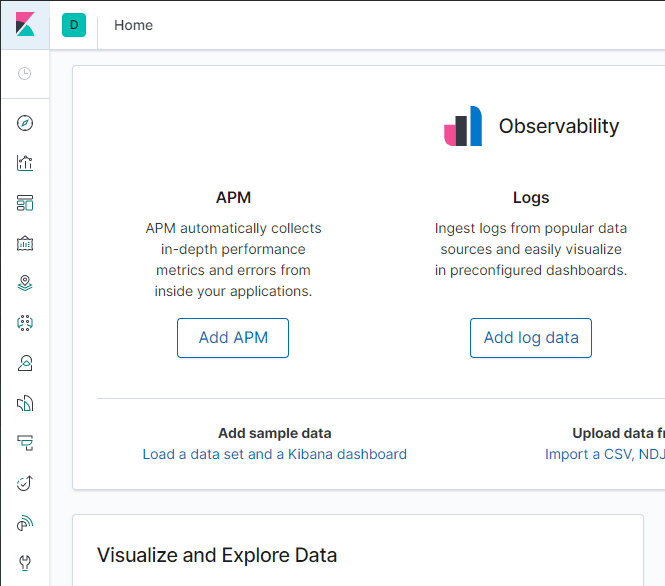 D Home
Observability
APM
APM automatically collects
in-depth performance
metrics and errors from
inside your applications.
Add APM
Logs
Ingest logs from popular data
sources and easily visualize
in preconfigured dashboards.
Add log data
Add sample data
Load a data set and a Kibana dashboard
Upload data
Import a CSV, NDJ
Visualize and Explore Data